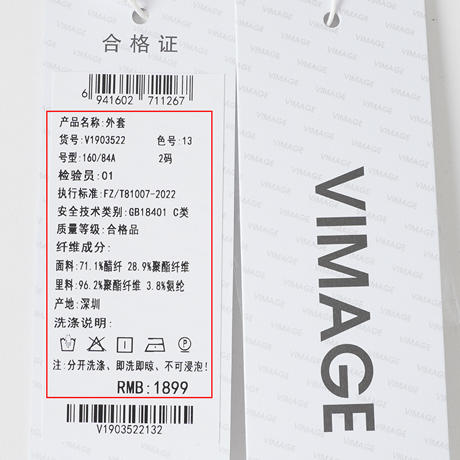 合格证
6 941602 711267
产品名称:外套
货号:V1903522 色号:13
号型:160/84A 2码
检验员:01
执行标准:FZ/T81007-2022
安全技术类别:GB18401 C类
质量等级:合格品
纤维成分:
面料:71.1%醋纤 28.9%聚酯纤维
里料:96.2%聚酯纤维 3.8%氨纶
产地:深圳
洗涤说明:
注:分开洗涤、即洗即晾、不可浸泡!
RMB:1899
V1903522132
VIMAGE